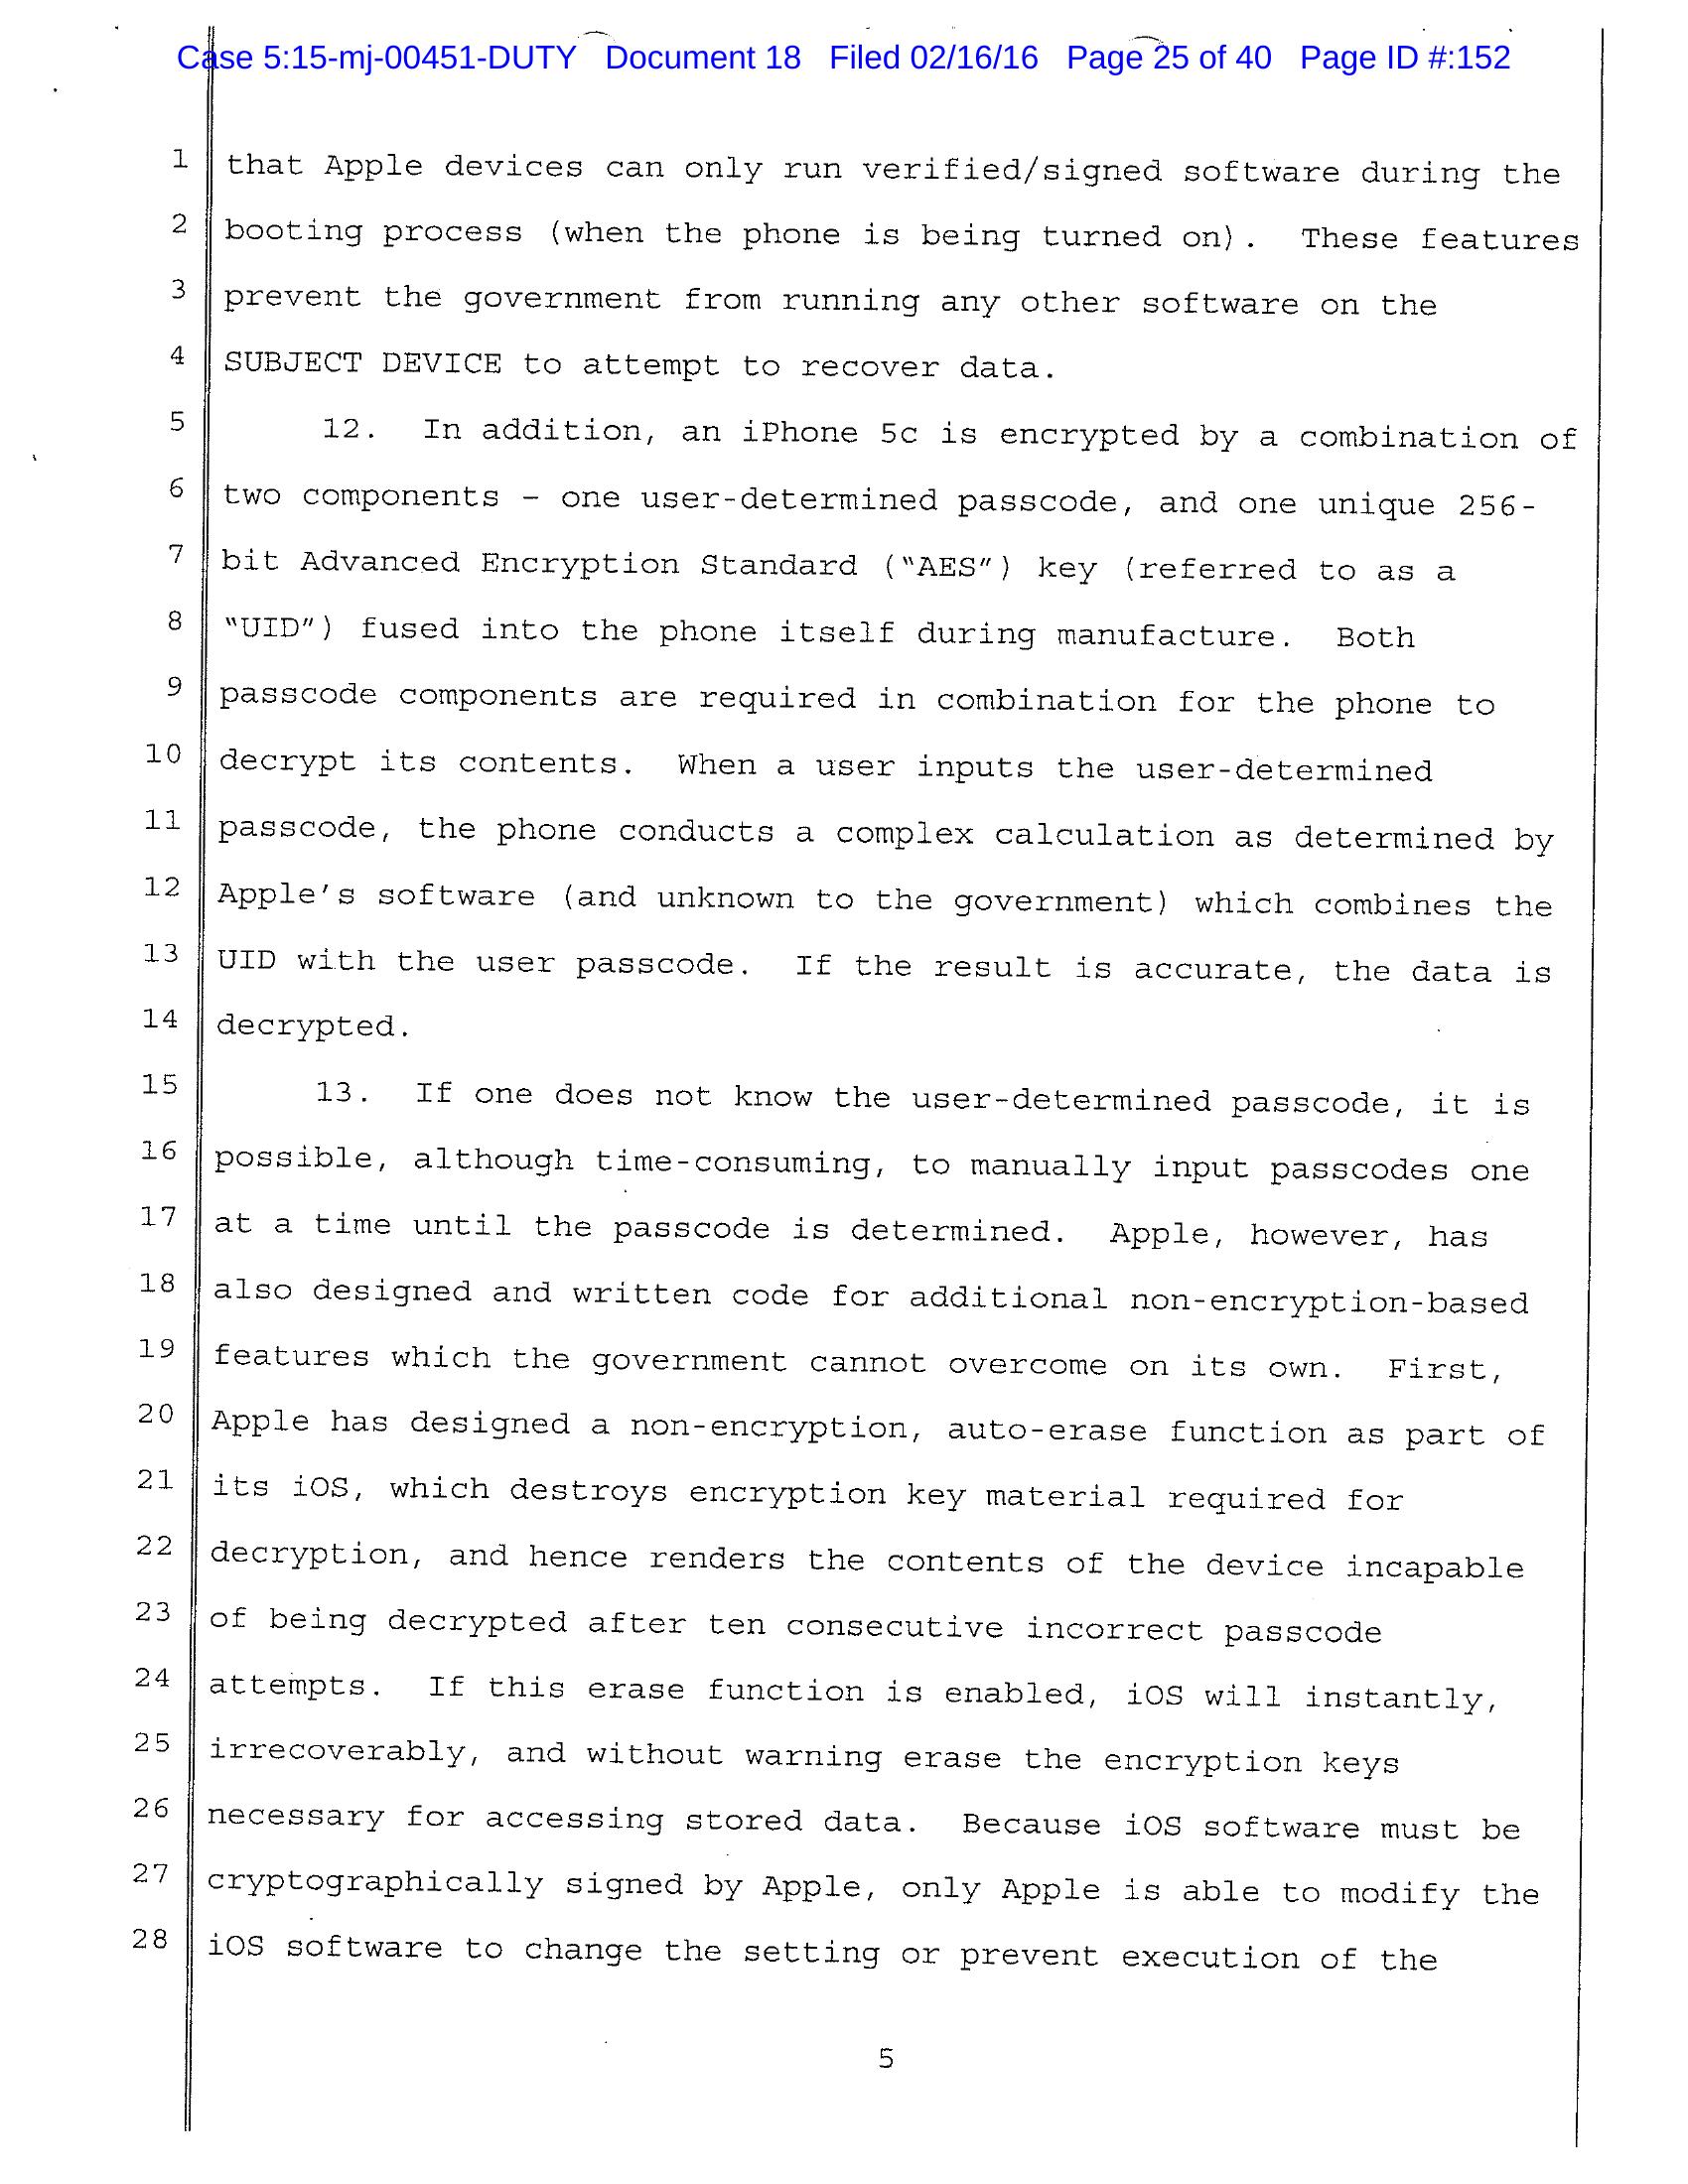 Case 5:15-mj-00451-DUTY Document 18 Filed 02/16/16 Page 25 of 40 Page ID #:152
1 that Apple devices can only run verified/signed software during the
2 booting process (when the phone is being turned on). These features
3 prevent the government from running any other software on the
4 SUBJECT DEVICE to attempt to recover data.
5 12. In addition, an iPhone 5c is encrypted by a combination of
6 two components – one user-determined passcode, and one unique 256-
7 bit Advanced Encryption Standard (“AES”) key (referred to as a
8 “UID”) fused into the phone itself during manufacture. Both
9 passcode components are required in combination for the phone to
10 decrypt its contents. When a user inputs the user-determined
11 passcode, the phone conducts a complex calculation as determined by
12 Apple’s software (and unknown to the government) which combines the
13 UID with the user passcode. If the result is accurate, the data is
14 decrypted.
15 13. If one does not know the user-determined passcode, it is
16 possible, although time-consuming, to manually input passcodes one
17 at a time until the passcode is determined. Apple, however, has
18 also designed and written code for additional non-encryption-based
19 features which the government cannot overcome on its own. First,
20 Apple has designed a non-encryption, auto-erase function as part of
21 its iOS, which destroys encryption key material required for
22 decryption, and hence renders the contents of the device incapable
23 of being decrypted after ten consecutive incorrect passcode
24 attempts. If this erase function is enabled, iOS will instantly,
25 irrecoverably, and without warning erase the encryption keys
26 necessary for accessing stored data. Because iOS software must be
27 cryptographically signed by Apple, only Apple is able to modify the
28 iOS software to change the setting or prevent execution of the
5